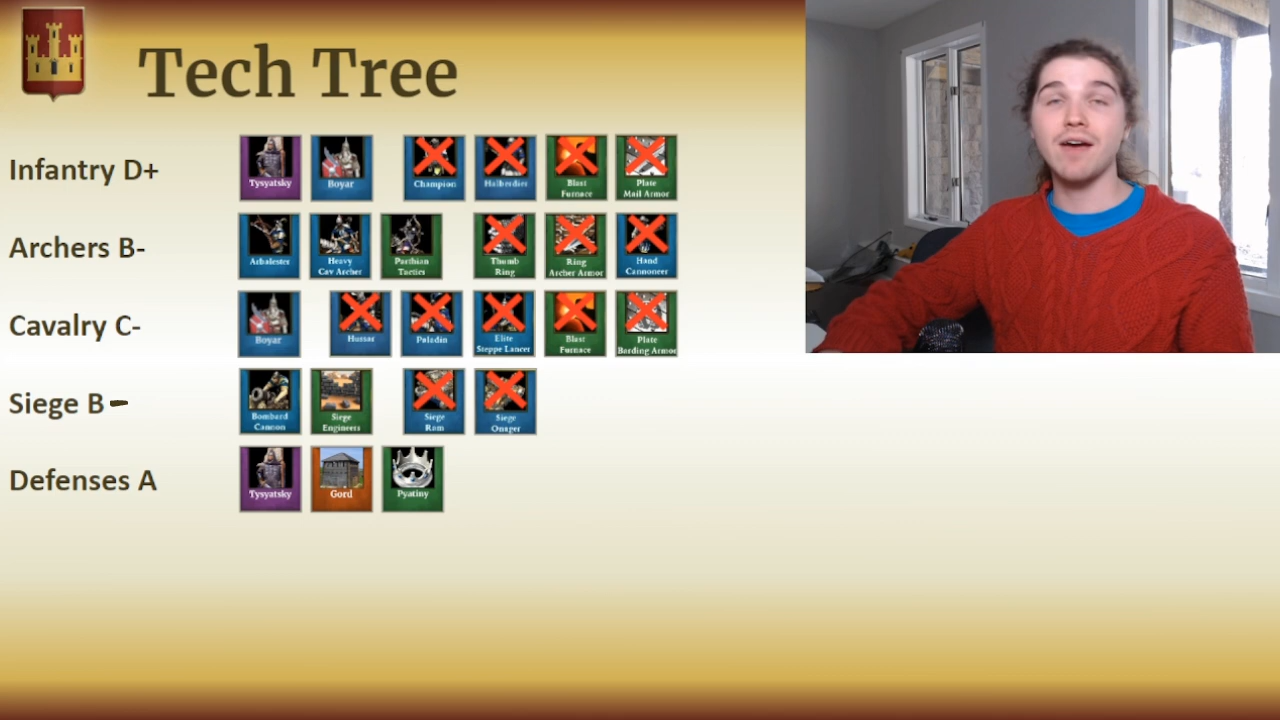 Tech Tree
Infantry D+
Tysyatsky
Boyar
Champion
Halberdier
Blast
Furnace
Plate
Mail Armor
Archers B-
Arbalester
Heavy
Cav Archer
Parthian
Tactics
Thumb
Ring
Ring
Archer Armor
Hand
Cannoneer
Cavalry C-
Boyar
Hussar
Paladin
Elite
Steppe Lancer
Blast
Furnace
Plate
Barding Armor
Siege B -
Bombard
Cannon
Siege
Engineers
Siege
Ram
Siege
Onager
Defenses A
Tysyatsky
Gord
Pyatiny